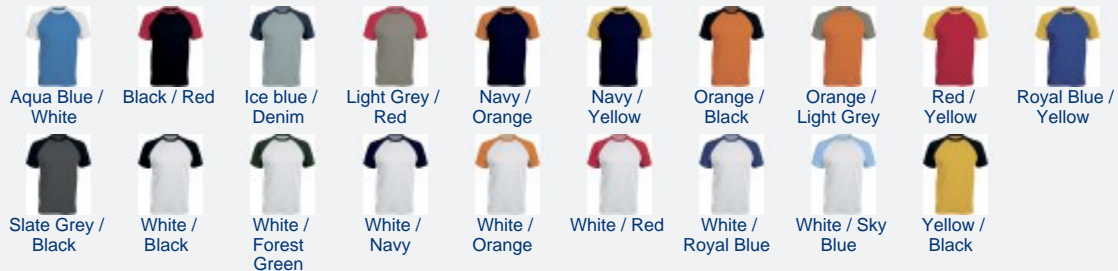 Aqua Blue /
White
Black / Red
Ice blue /
Denim
Light Grey /
Red
Navy /
Orange
Navy /
Yellow
Orange /
Black
Orange /
Light Grey
Red /
Yellow
Royal Blue /
Yellow
Slate Grey /
Black
White /
Black
White /
Forest
Green
White /
Navy
White /
Orange
White / Red
White /
Royal Blue
White / Sky
Blue
Yellow /
Black